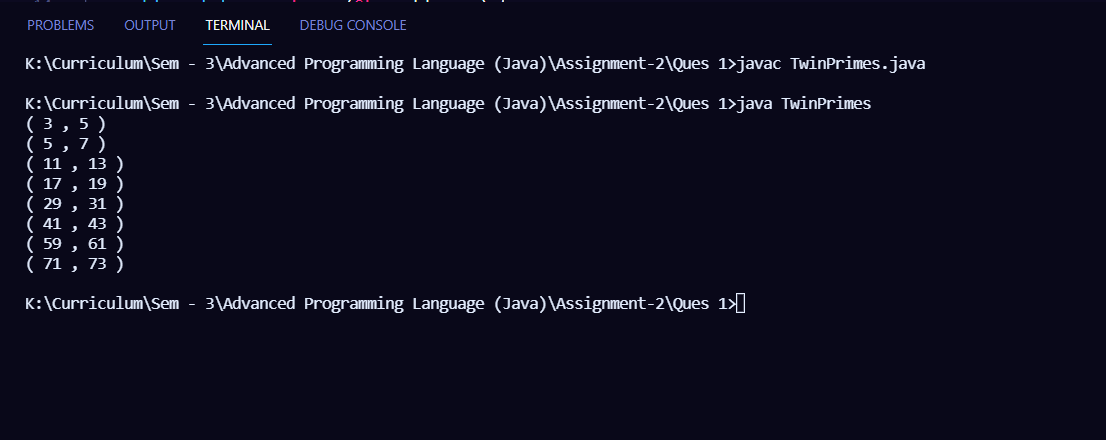 PROBLEMS OUTPUT TERMINAL DEBUG CONSOLE
K:\Curriculum\Sem - 3\Advanced Programming Language (Java)\Assignment-2\Ques 1>javac TwinPrimes.java
K:\Curriculum\Sem - 3\Advanced Programming Language (Java)\Assignment-2\Ques 1>java TwinPrimes
( 3 , 5 )
( 5 , 7 )
( 11 , 13 )
( 17 , 19 )
( 29 , 31 )
( 41 , 43 )
( 59 , 61 )
( 71 , 73 )
K:\Curriculum\Sem - 3\Advanced Programming Language (Java)\Assignment-2\Ques 1>